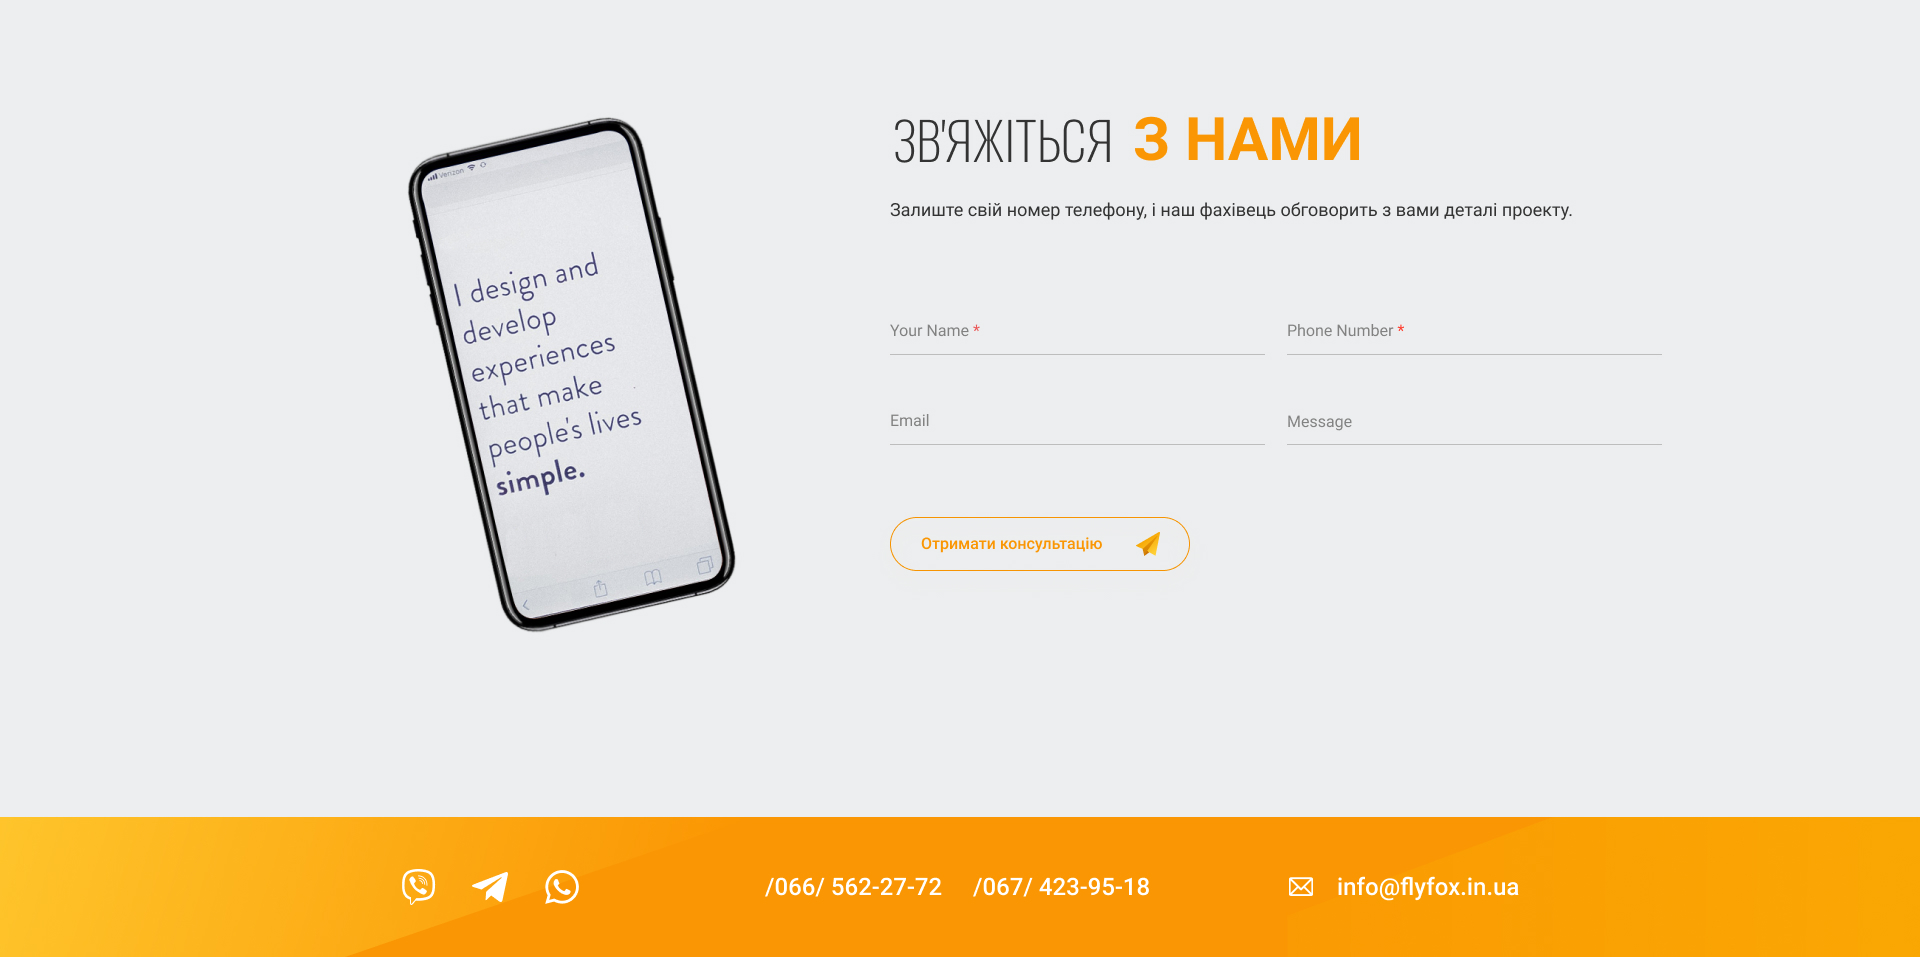 ЗВ'ЯЖІТЬСЯ З НАМИ
Залиште свій номер телефону, і наш фахівець обговорить з вами деталі проекту.
Verizon
I design and
develop
experiences
that make
people's lives
simple.
Your Name *
Phone Number *
Email
Message
Отримати консультацію
/066/ 562-27-72
/067/ 423-95-18
info@flyfox.in.ua